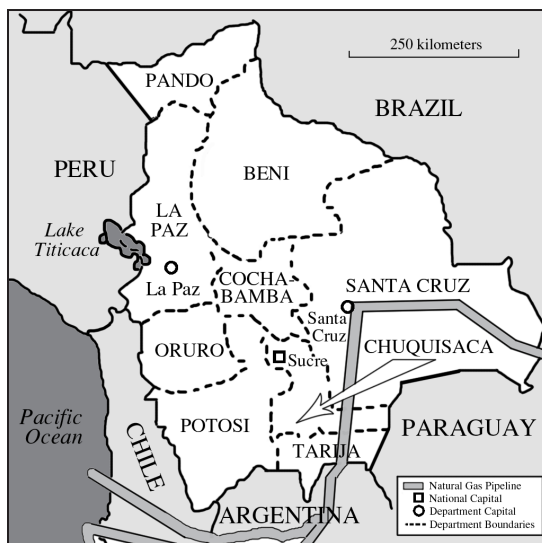 250 kilometers
PANDO
BRAZIL
PERU
BENI
LA
PAZ
Lake
Titicaca
La Paz
COCHA-
BAMBA
SANTA CRUZ
Santa
Cruz
ORURO
Sucre
CHUQUISACA
Pacific
Ocean
CHILE
POTOSI
TARIJA
PARAGUAY
ARGENTINA
Natural Gas Pipeline
National Capital
Department Capital
Department Boundaries